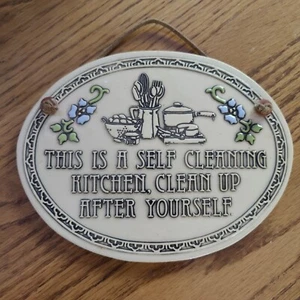 THIS IS A SELF CLEANING
KITCHEN, CLEAN UP
AFTER YOURSELF